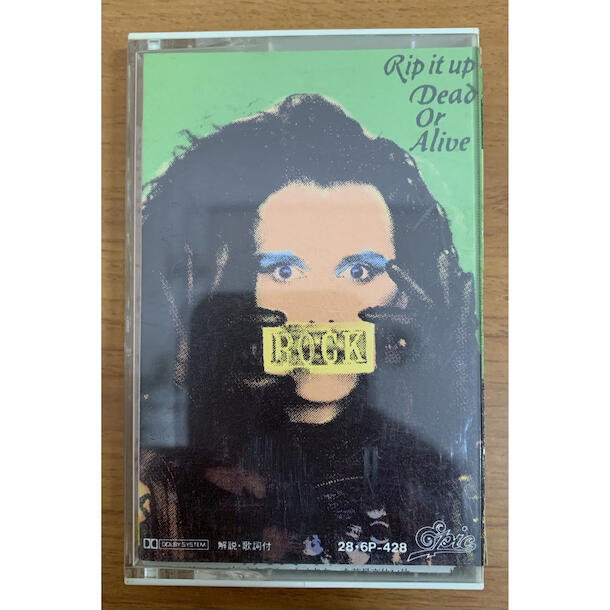 Rip it up
Dead
Or
Alive
ROCK
DOLBY SYSTEM
解説・歌詞付
28・6P-428
Epic